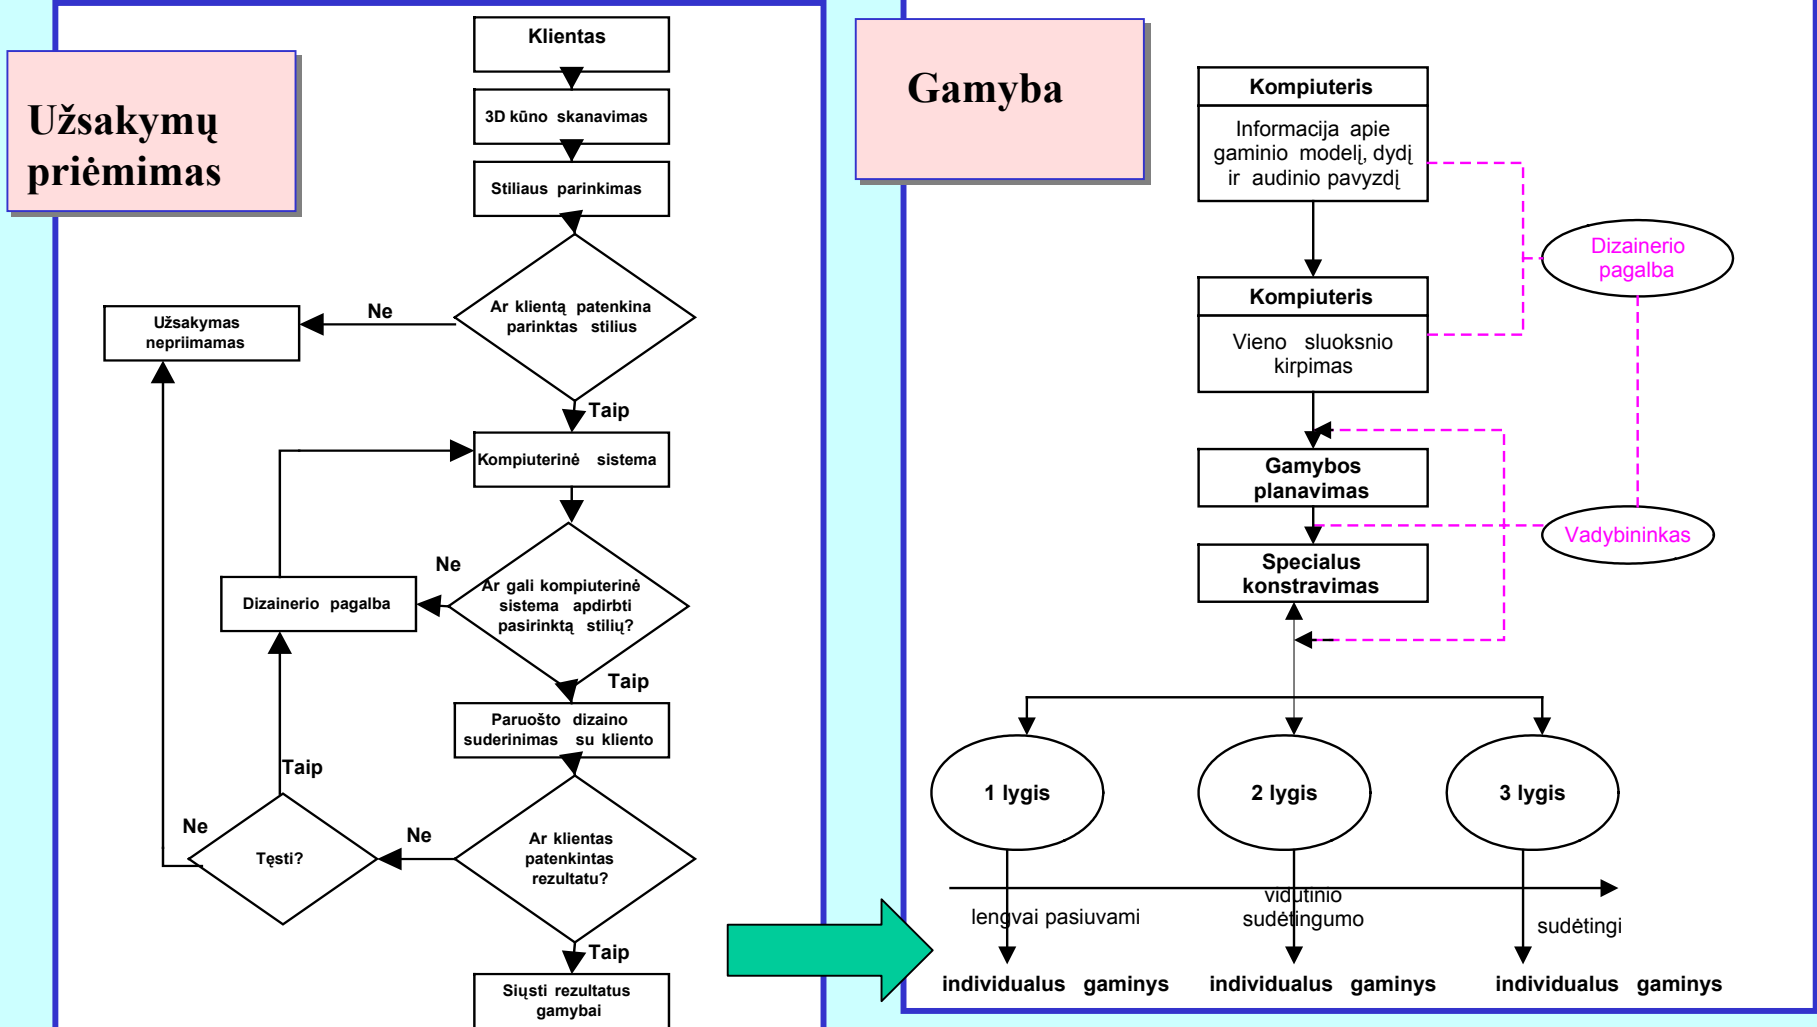 Užsakymų
priėmimas
Klientas
3D kūno skanavimas
Stiliaus parinkimas
Ar klientą patenkina
parinktas stilius
Ne
Užsakymas
nepriimamas
Taip
Kompiuterinė sistema
Ar gali kompiuterinė
sistema apdirbti
pasirinktą stilių?
Ne
Dizainerio pagalba
Taip
Paruošto dizaino
suderinimas su kliento
Ar klientas
patenkintas
rezultatu?
Ne
Tęsti?
Taip
Ne
Taip
Siųsti rezultatus
gamybai
Gamyba
Kompiuteris
Informacija apie
gaminio modelį, dydį
ir audinio pavyzdį
Dizainerio
pagalba
Kompiuteris
Vieno sluoksnio
kirpimas
Gamybos
planavimas
Vadybininkas
Specialus
konstravimas
1 lygis
2 lygis
3 lygis
lengvai pasiuvami
vidutinio
sudėtingumo
sudėtingi
individualus gaminys
individualus gaminys
individualus gaminys